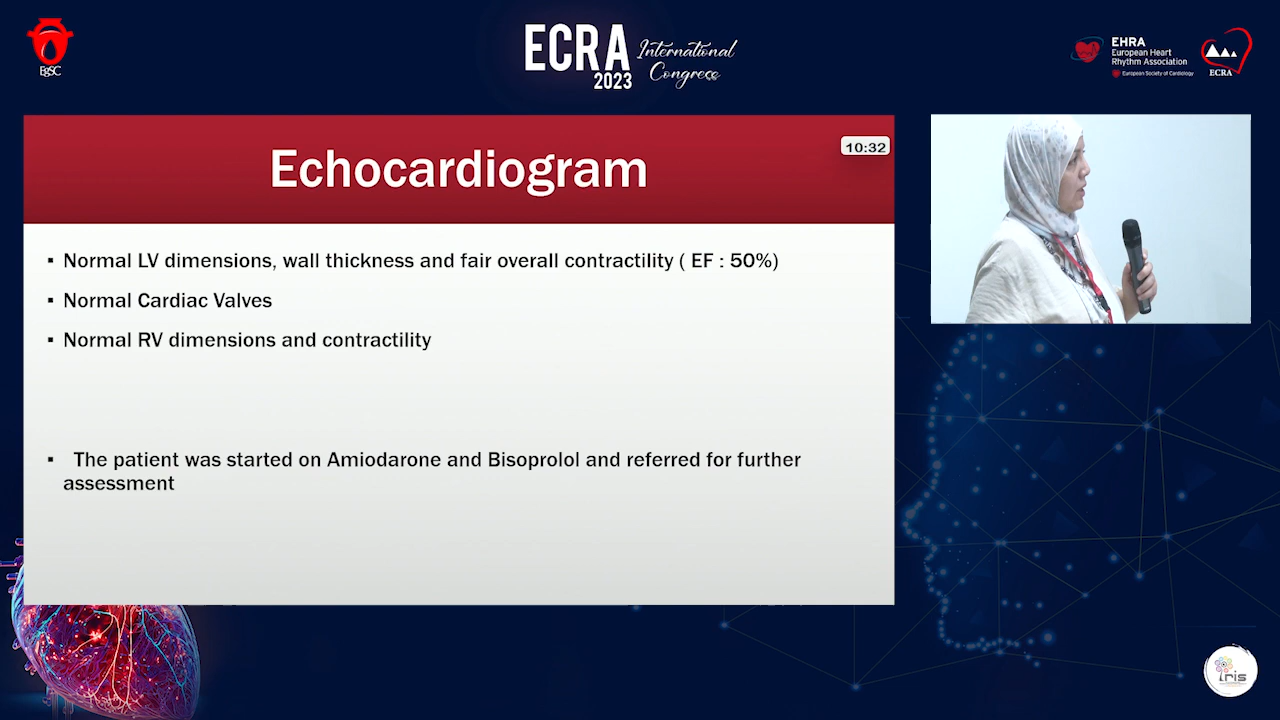 EgSC
ECRA
2023
International
Congress
EHRA
European Heart
Rhythm Association
European Society of Cardiology
ECRA
Echocardiogram
10:32
▪ Normal LV dimensions, wall thickness and fair overall contractility ( EF : 50%)
▪ Normal Cardiac Valves
▪ Normal RV dimensions and contractility
▪ The patient was started on Amiodarone and Bisoprolol and referred for further
assessment
iris